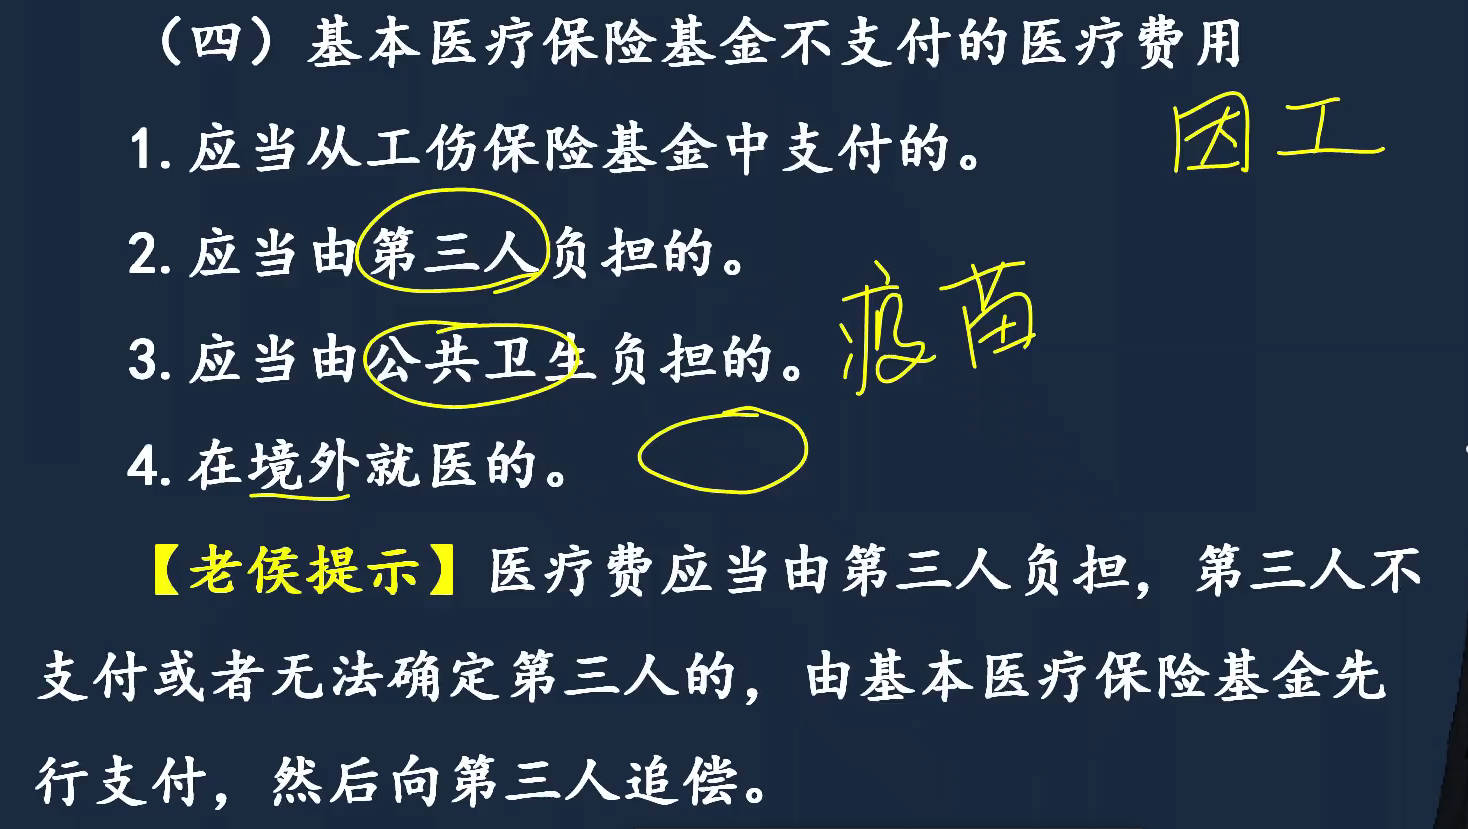 （四）基本医疗保险基金不支付的医疗费用
1.应当从工伤保险基金中支付的。
因工
2.应当由第三人负担的。
3.应当由公共卫生负担的。
疫苗
4.在境外就医的。
【老侯提示】医疗费应当由第三人负担，第三人不
支付或者无法确定第三人的，由基本医疗保险基金先
行支付，然后向第三人追偿。